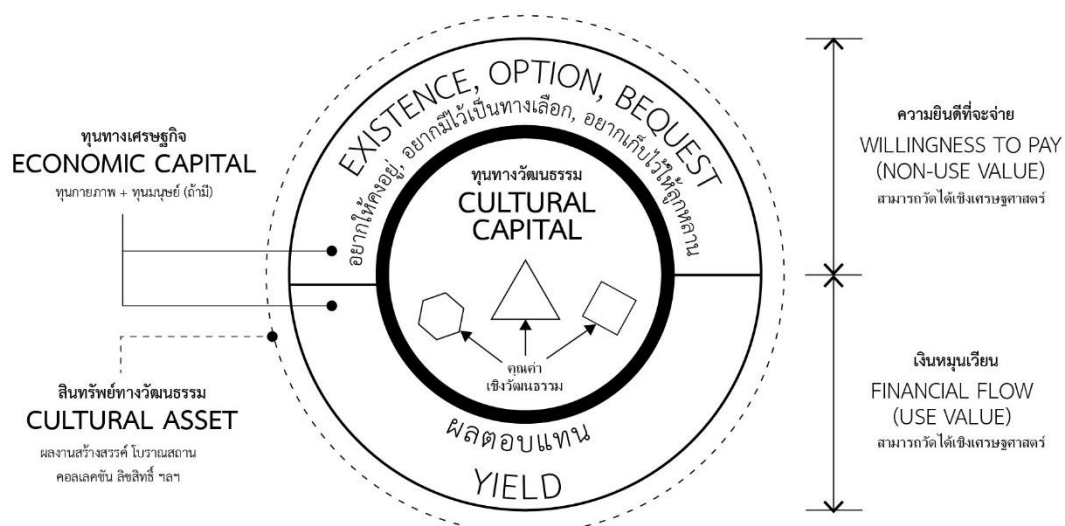 ทุนทางเศรษฐกิจ
ECONOMIC CAPITAL
ทุนกายภาพ + ทุนมนุษย์ (ถ้ามี)
สินทรัพย์ทางวัฒนธรรม
CULTURAL ASSET
ผลงานสร้างสรรค์ โบราณสถาน
คอลเลคชัน ลิขสิทธิ์ ฯลฯ
EXISTENCE, OPTION, BEQUEST
อยากให้คงอยู่, อยากมีไว้เป็นทางเลือก, อยากเก็บไว้ให้ลูกหลาน
ทุนทางวัฒนธรรม
CULTURAL
CAPITAL
คุณค่า
เชิงวัฒนธรรม
ผลตอบแทน
YIELD
ความยินดีที่จะจ่าย
WILLINGNESS TO PAY
(NON-USE VALUE)
สามารถวัดได้เชิงเศรษฐศาสตร์
เงินหมุนเวียน
FINANCIAL FLOW
(USE VALUE)
สามารถวัดได้เชิงเศรษฐศาสตร์